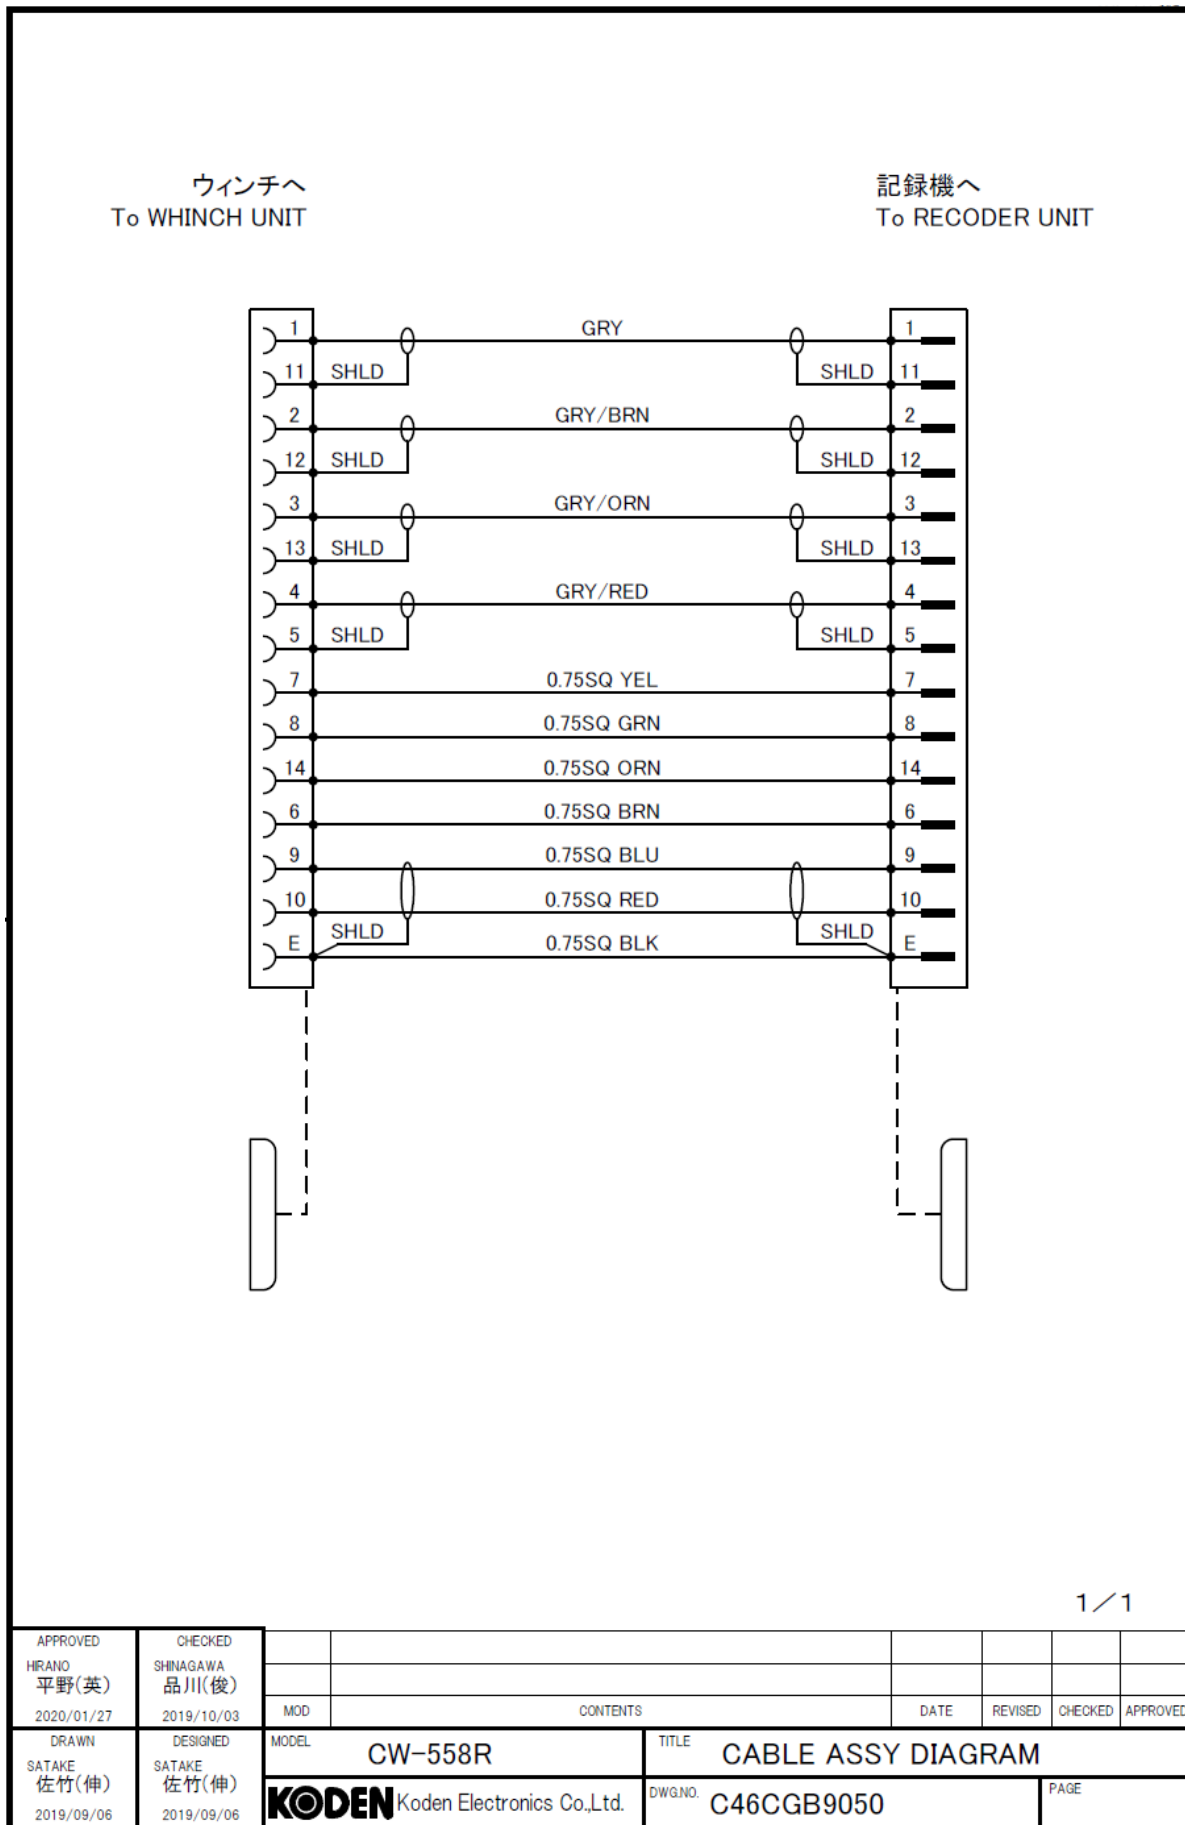 ウィンチへ
To WHINCH UNIT
記録機へ
To RECODER UNIT
1 GRY 1
11 SHLD SHLD 11
2 GRY/BRN 2
12 SHLD SHLD 12
3 GRY/ORN 3
13 SHLD SHLD 13
4 GRY/RED 4
5 SHLD SHLD 5
7 0.75SQ YEL 7
8 0.75SQ GRN 8
14 0.75SQ ORN 14
6 0.75SQ BRN 6
9 0.75SQ BLU 9
10 0.75SQ RED 10
SHLD SHLD
E 0.75SQ BLK E
1/1
APPROVED
HIRANO
平野(英)
2020/01/27
CHECKED
SHINAGAWA
品川(俊)
2019/10/03
MOD CONTENTS DATE REVISED CHECKED APPROVED
DRAWN
SATAKE
佐竹(伸)
2019/09/06
DESIGNED
SATAKE
佐竹(伸)
2019/09/06
MODEL CW-558R
TITLE CABLE ASSY DIAGRAM
KODEN Koden Electronics Co.,Ltd.
DWG.NO. C46CGB9050
PAGE